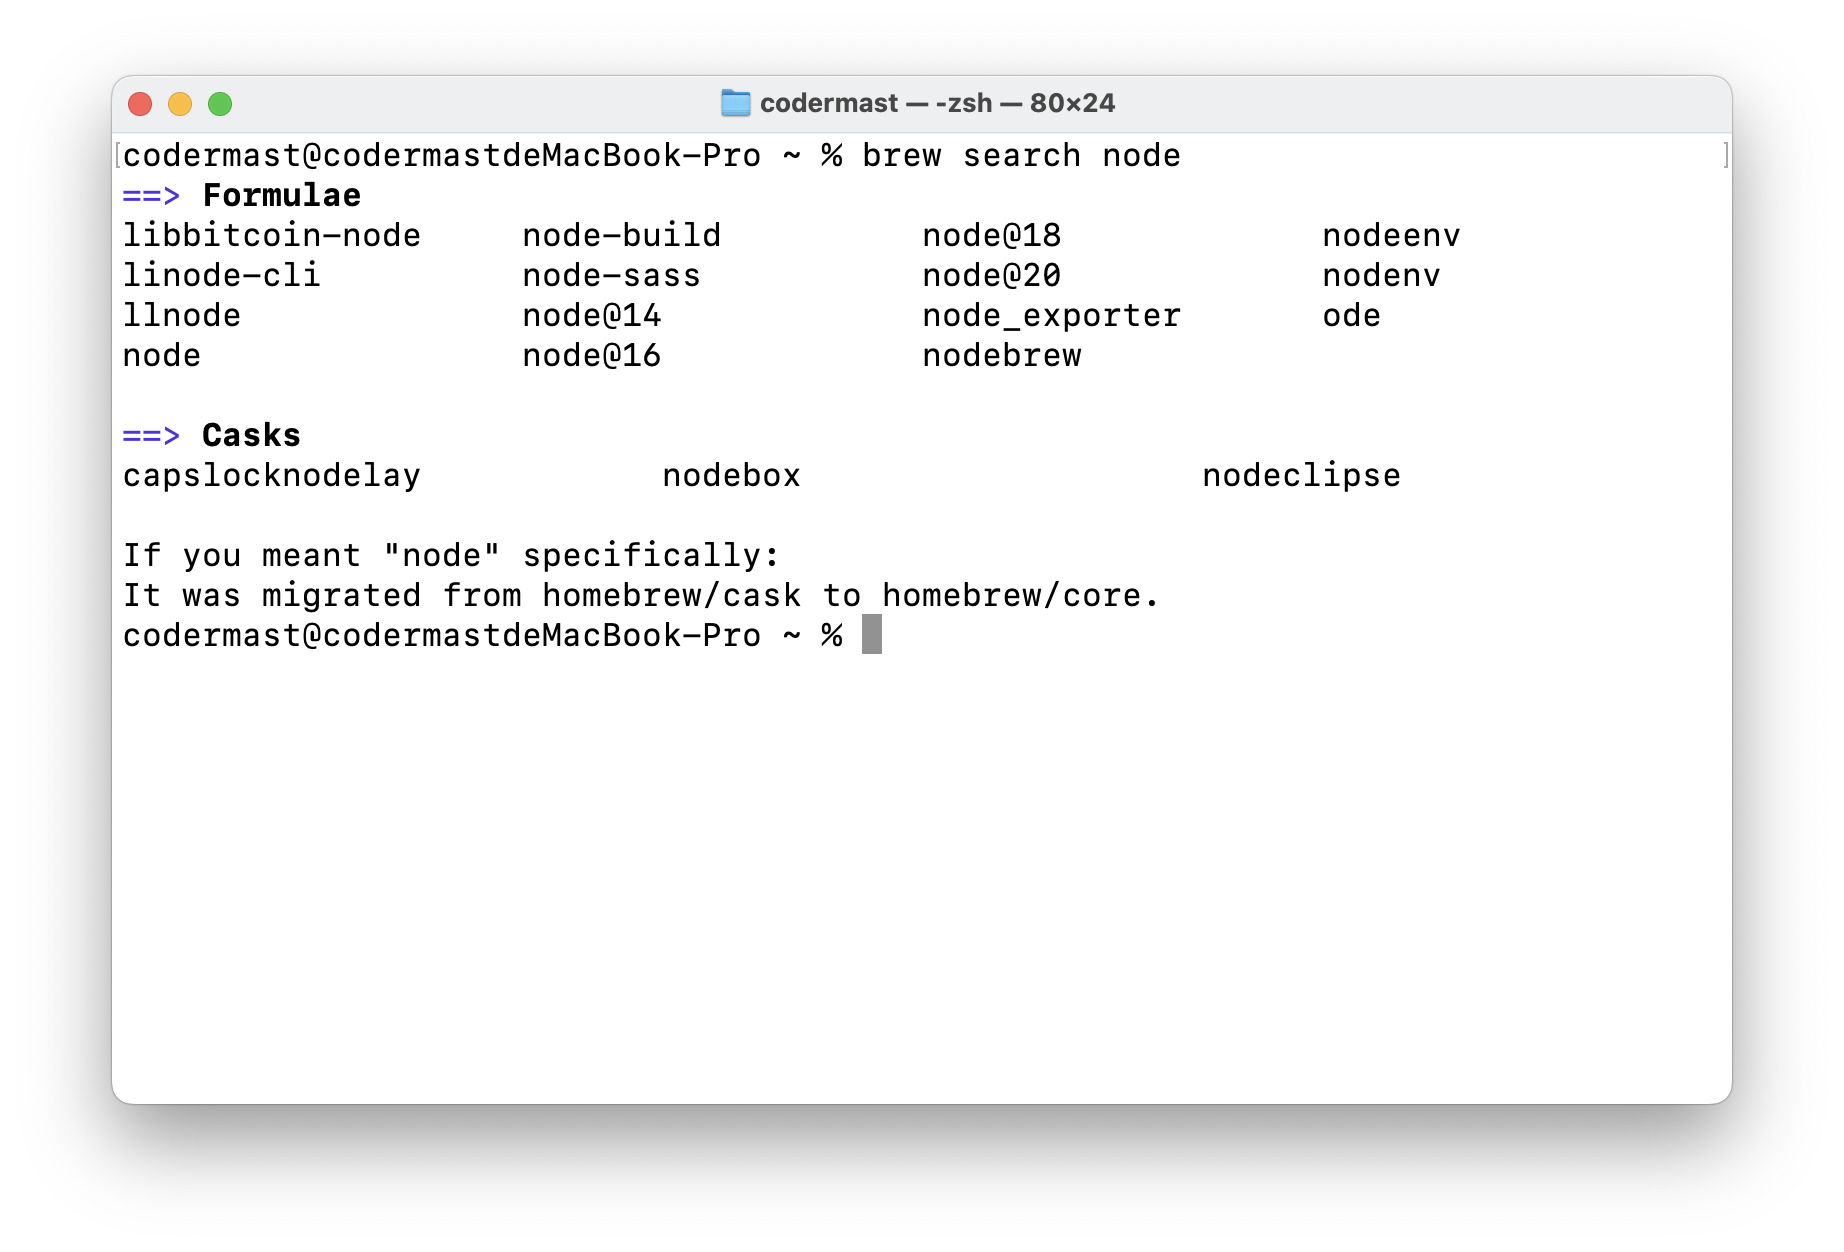 codermast — -zsh — 80×24
codermast@codermastdeMacBook-Pro ~ % brew search node
==> Formulae
libbitcoin-node     node-build          node@18             nodeenv
linode-cli          node-sass           node@20             nodenv
llnode              node@14             node_exporter       ode
node                node@16             nodebrew
==> Casks
capslocknodelay            nodebox                    nodeclipse
If you meant "node" specifically:
It was migrated from homebrew/cask to homebrew/core.
codermast@codermastdeMacBook-Pro ~ %